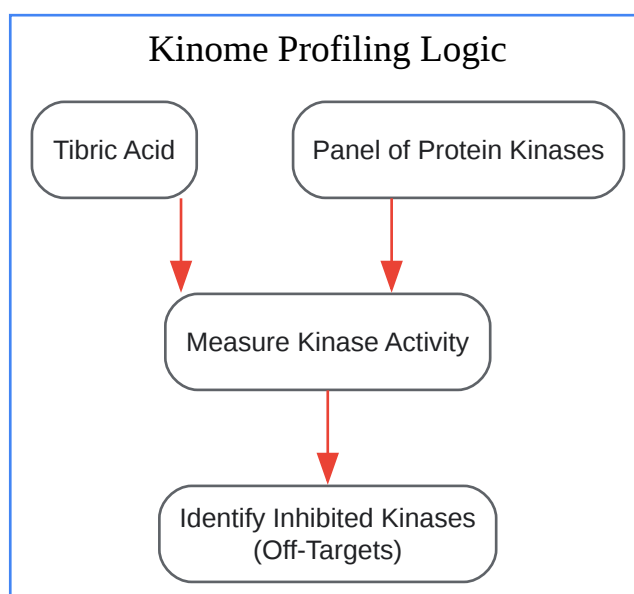 Kinome Profiling Logic
Tibric Acid
Panel of Protein Kinases
Measure Kinase Activity
Identify Inhibited Kinases
(Off-Targets)